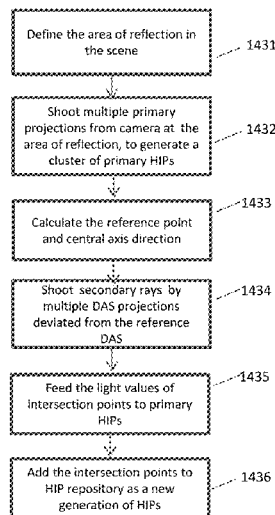 Define the area of reflection in
the scene
1431
Shoot multiple primary
projections from camera at the
area of reflection, to generate a
cluster of primary HIPs
1432
1433
Calculate the reference point
and central axis direction
Shoot secondary rays by
multiple DAS projections
deviated from the reference
DAS
1434
1435
Feed the light values of
intersection points to primary
HIPs
Add the intersection points to
HIP repository as a new
generation of HIPs
1436